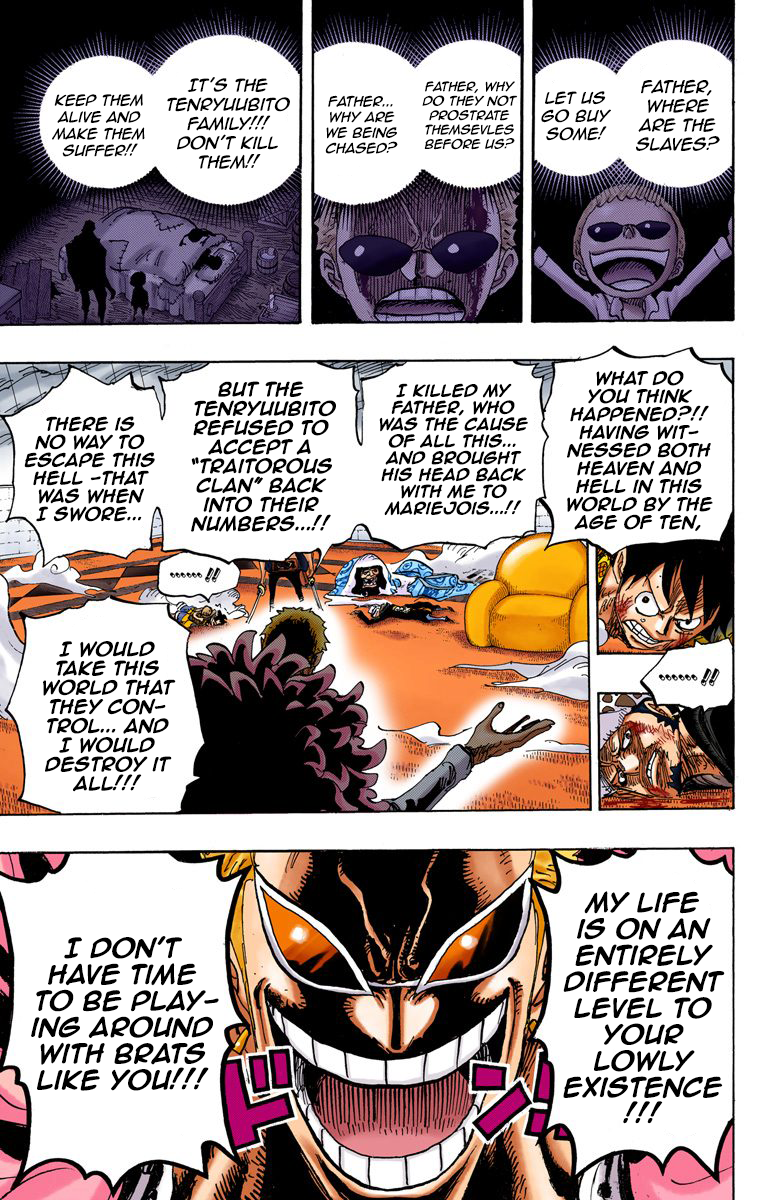 FATHER,
WHERE
ARE THE
SLAVES?
LET US
GO BUY
SOME!
FATHER, WHY
DO THEY NOT
PROSTRATE
THEMSEVLES
BEFORE US?
FATHER...
WHY ARE
WE BEING
CHASED?
IT'S THE
TENRYUUBITO
FAMILY!!!
DON'T KILL
THEM!!
KEEP THEM
ALIVE AND
MAKE THEM
SUFFER!!
WHAT DO
YOU THINK
HAPPENED?!!
HAVING WIT-
NESSED BOTH
HEAVEN AND
HELL IN THIS
WORLD BY THE
AGE OF TEN,
........ !!
I KILLED MY
FATHER, WHO
WAS THE CAUSE
OF ALL THIS...
AND BROUGHT
HIS HEAD BACK
WITH ME TO
MARIEJOIS...!!
BUT THE
TENRYUUBITO
REFUSED TO
ACCEPT A
"TRAITOROUS
CLAN" BACK
INTO THEIR
NUMBERS...!!
THERE IS
NO WAY TO
ESCAPE THIS
HELL -THAT
WAS WHEN
I SWORE...
........ !!
I WOULD
TAKE THIS
WORLD THAT
THEY CON-
TROL... AND
I WOULD
DESTROY IT
ALL!!!
MY LIFE
IS ON AN
ENTIRELY
DIFFERENT
LEVEL TO
YOUR
LOWLY
EXISTENCE
!!!
I DON'T
HAVE TIME
TO BE PLAY-
ING AROUND
WITH BRATS
LIKE YOU!!!
ドン!!